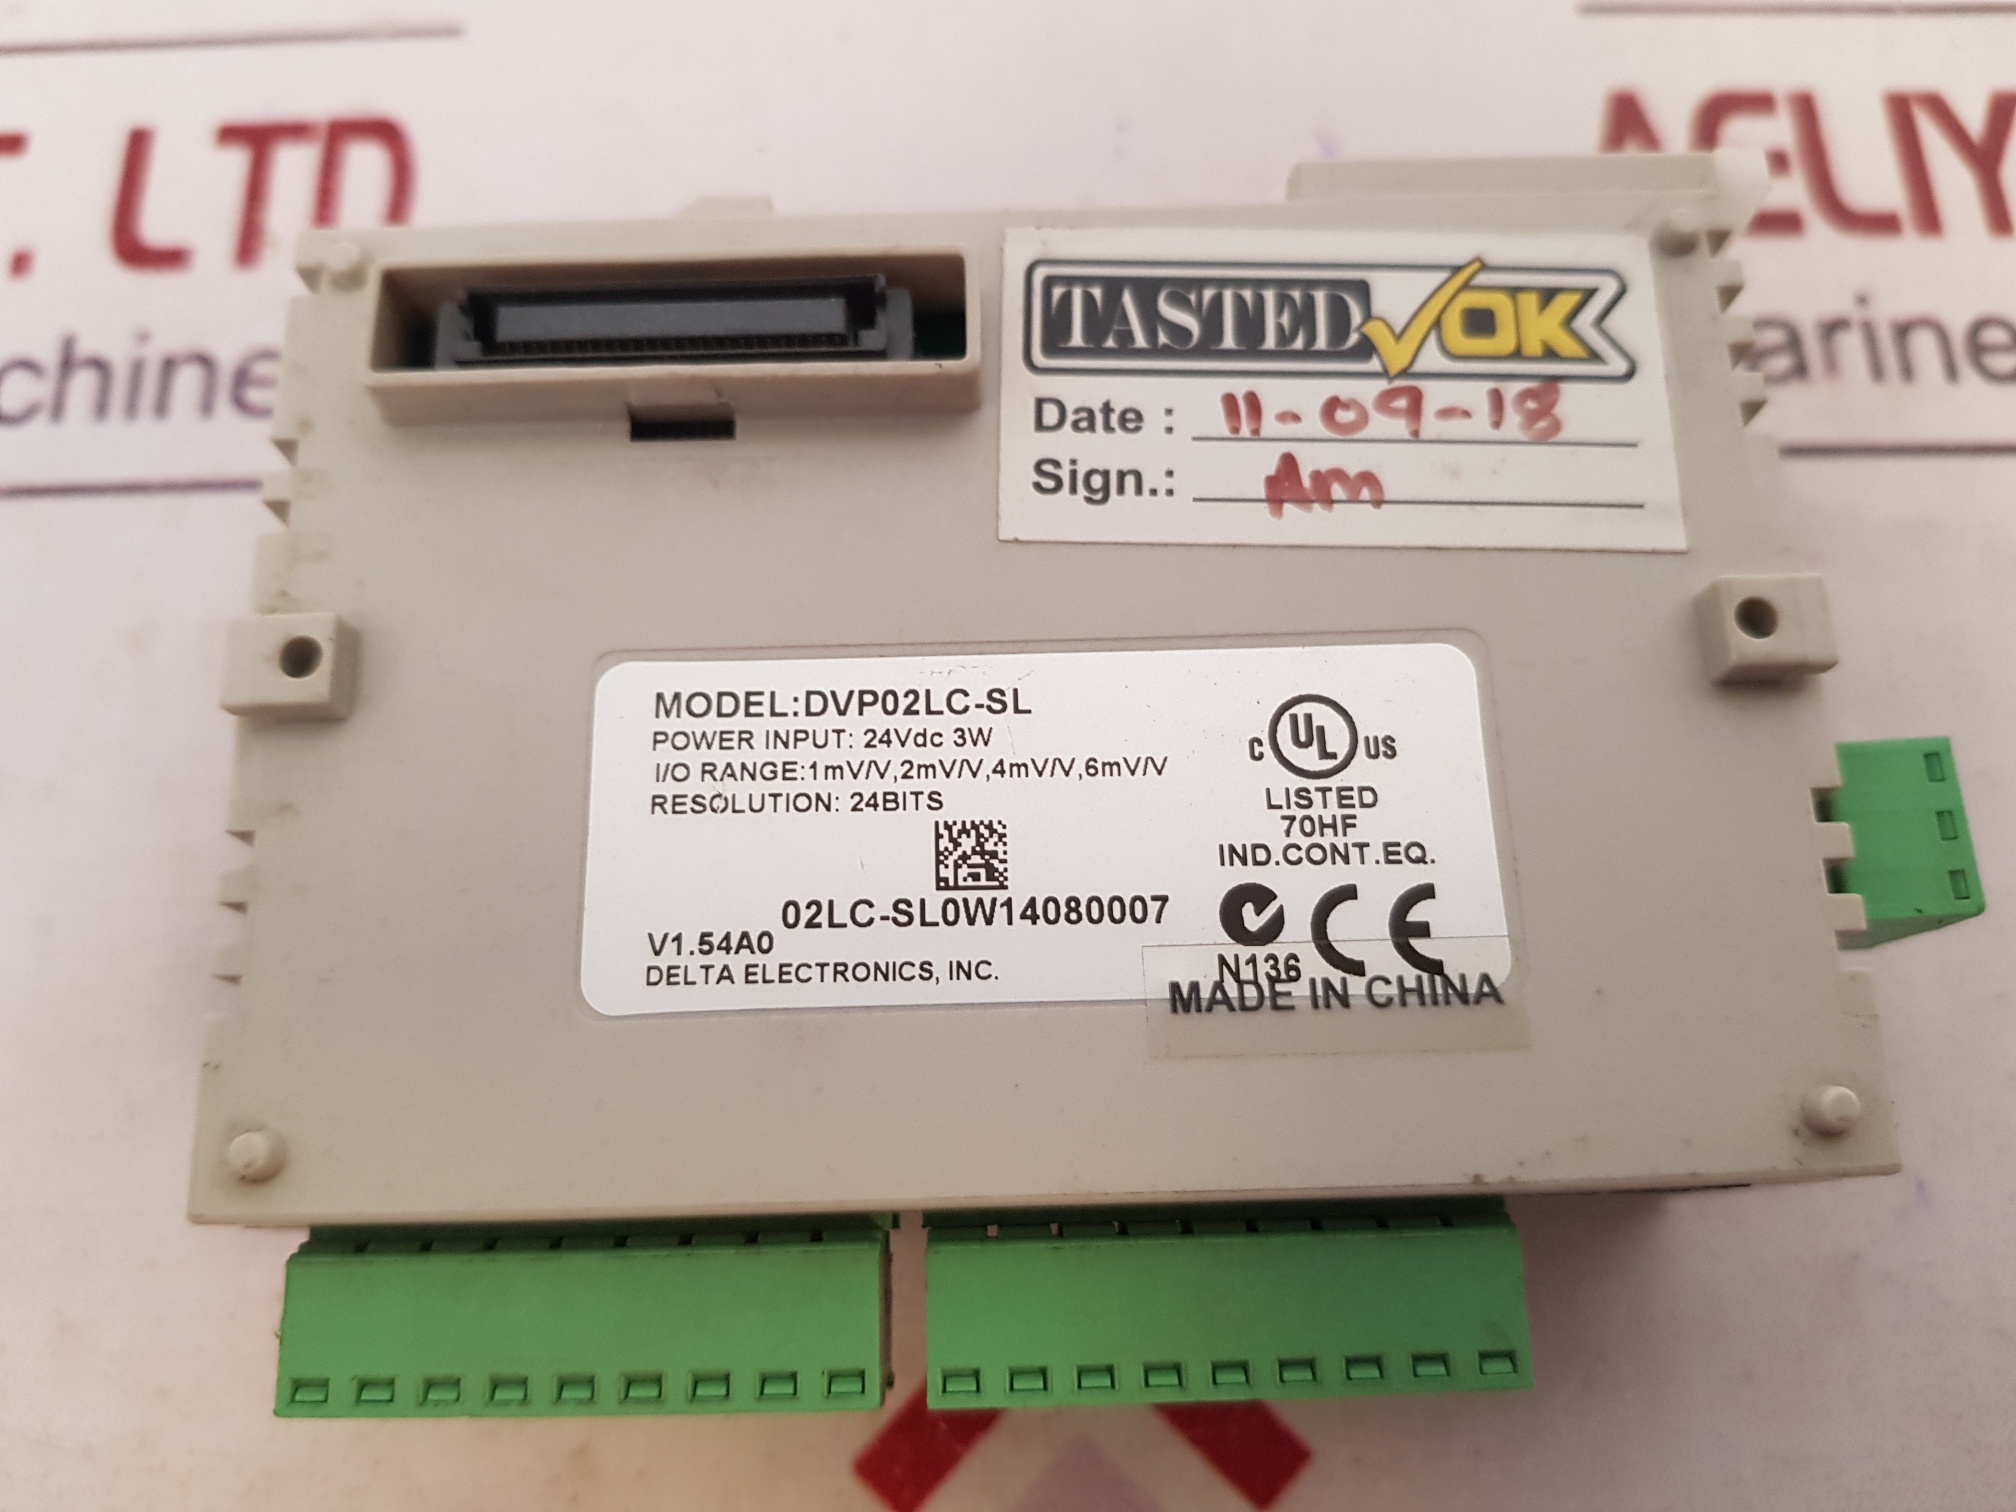 T. LTD
AELIY
chine
arine
TASTED OK
Date : 11-09-18
Sign.: Am
MODEL:DVP02LC-SL
POWER INPUT: 24Vdc 3W
I/O RANGE:1mV/V,2mV/V,4mV/V,6mV/V
RESOLUTION: 24BITS
C UL US
LISTED
70HF
IND.CONT.EQ.
02LC-SL0W14080007
V1.54A0
DELTA ELECTRONICS, INC.
CE
N136
MADE IN CHINA